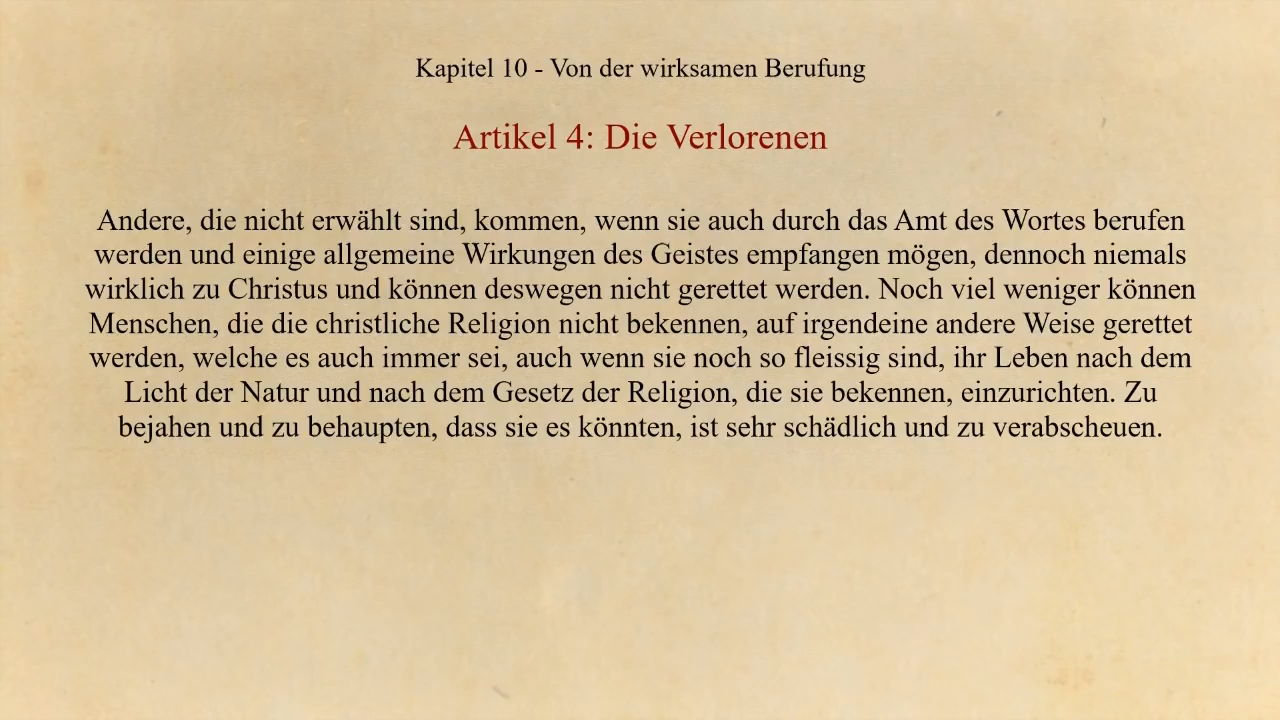 Kapitel 10 - Von der wirksamen Berufung
Artikel 4: Die Verlorenen
Andere, die nicht erwählt sind, kommen, wenn sie auch durch das Amt des Wortes berufen
werden und einige allgemeine Wirkungen des Geistes empfangen mögen, dennoch niemals
wirklich zu Christus und können deswegen nicht gerettet werden. Noch viel weniger können
Menschen, die die christliche Religion nicht bekennen, auf irgendeine andere Weise gerettet
werden, welche es auch immer sei, auch wenn sie noch so fleissig sind, ihr Leben nach dem
Licht der Natur und nach dem Gesetz der Religion, die sie bekennen, einzurichten. Zu
bejahen und zu behaupten, dass sie es könnten, ist sehr schädlich und zu verabscheuen.